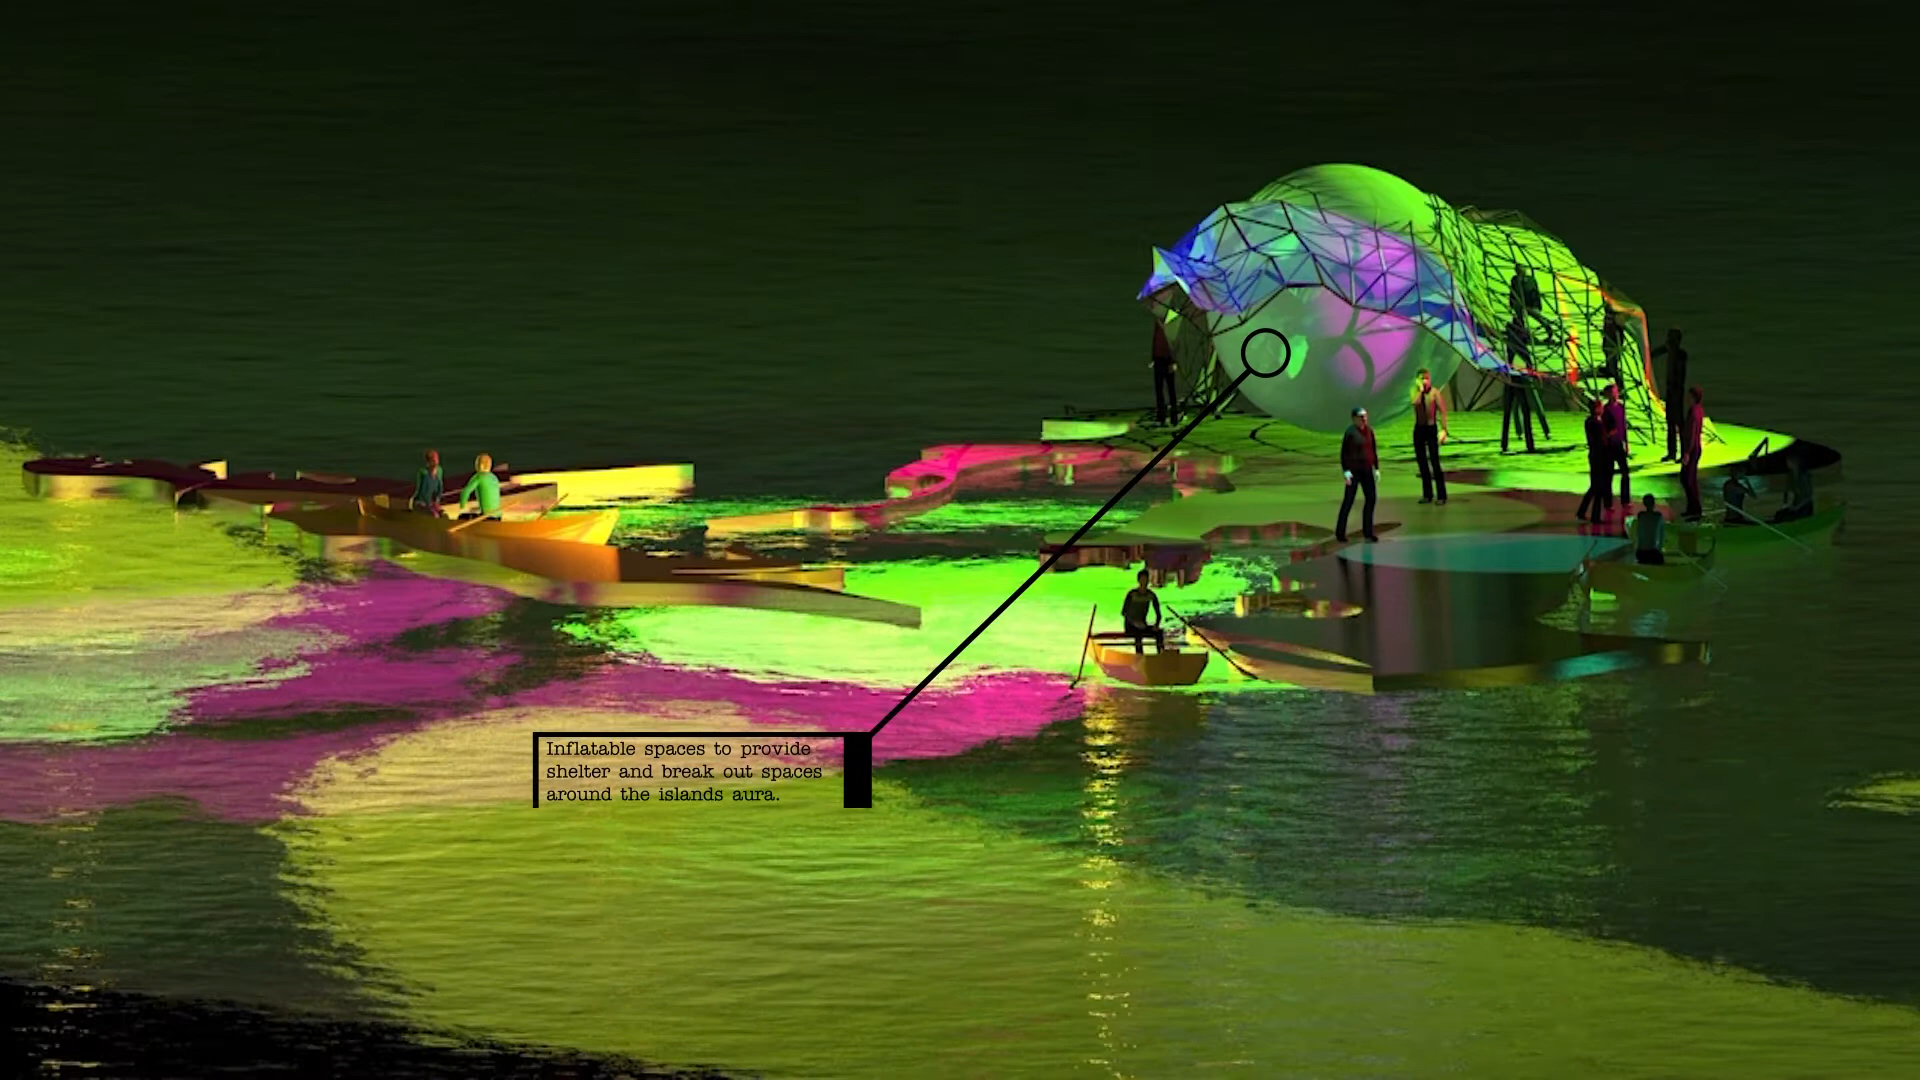 Inflatable spaces to provide
shelter and break out spaces
around the islands aura.